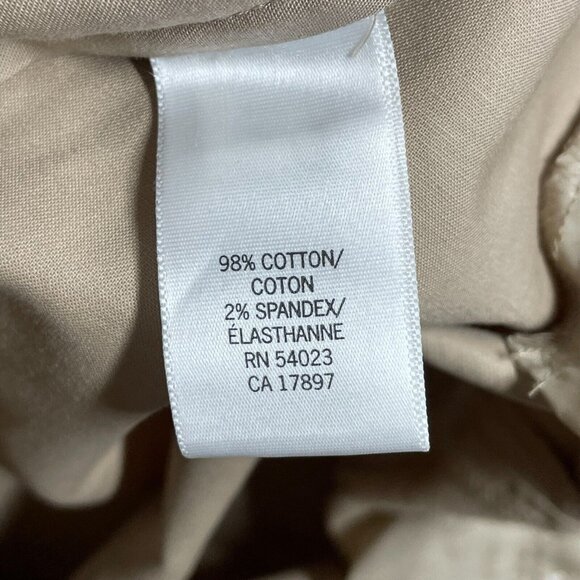 98% COTTON/
COTON
2% SPANDEX/
ÉLASTHANNE
RN 54023
CA 17897